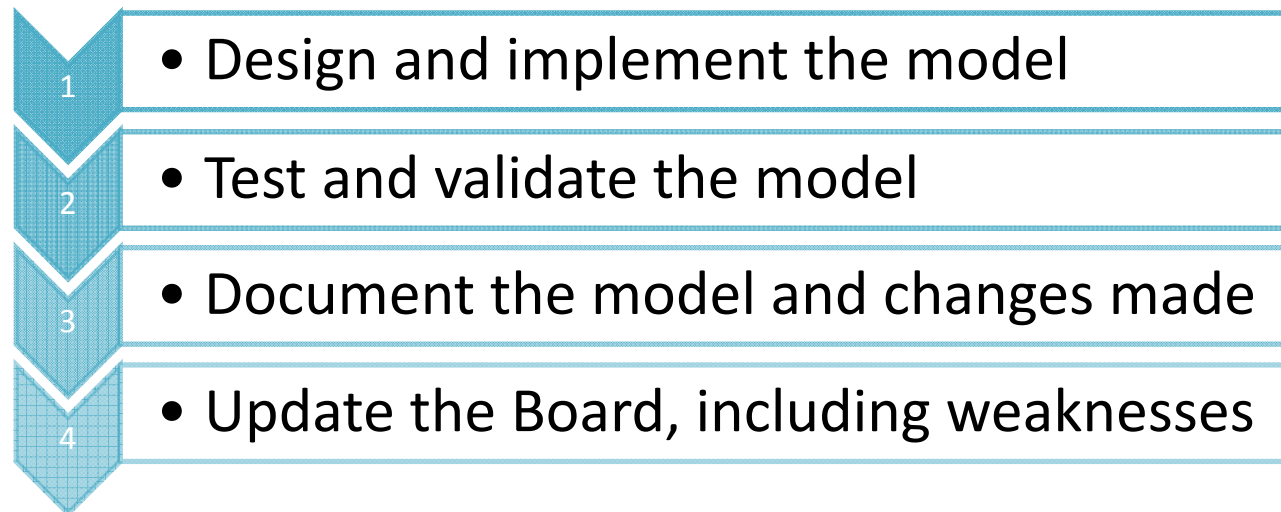 1
• Design and implement the model
2
• Test and validate the model
3
• Document the model and changes made
4
• Update the Board, including weaknesses